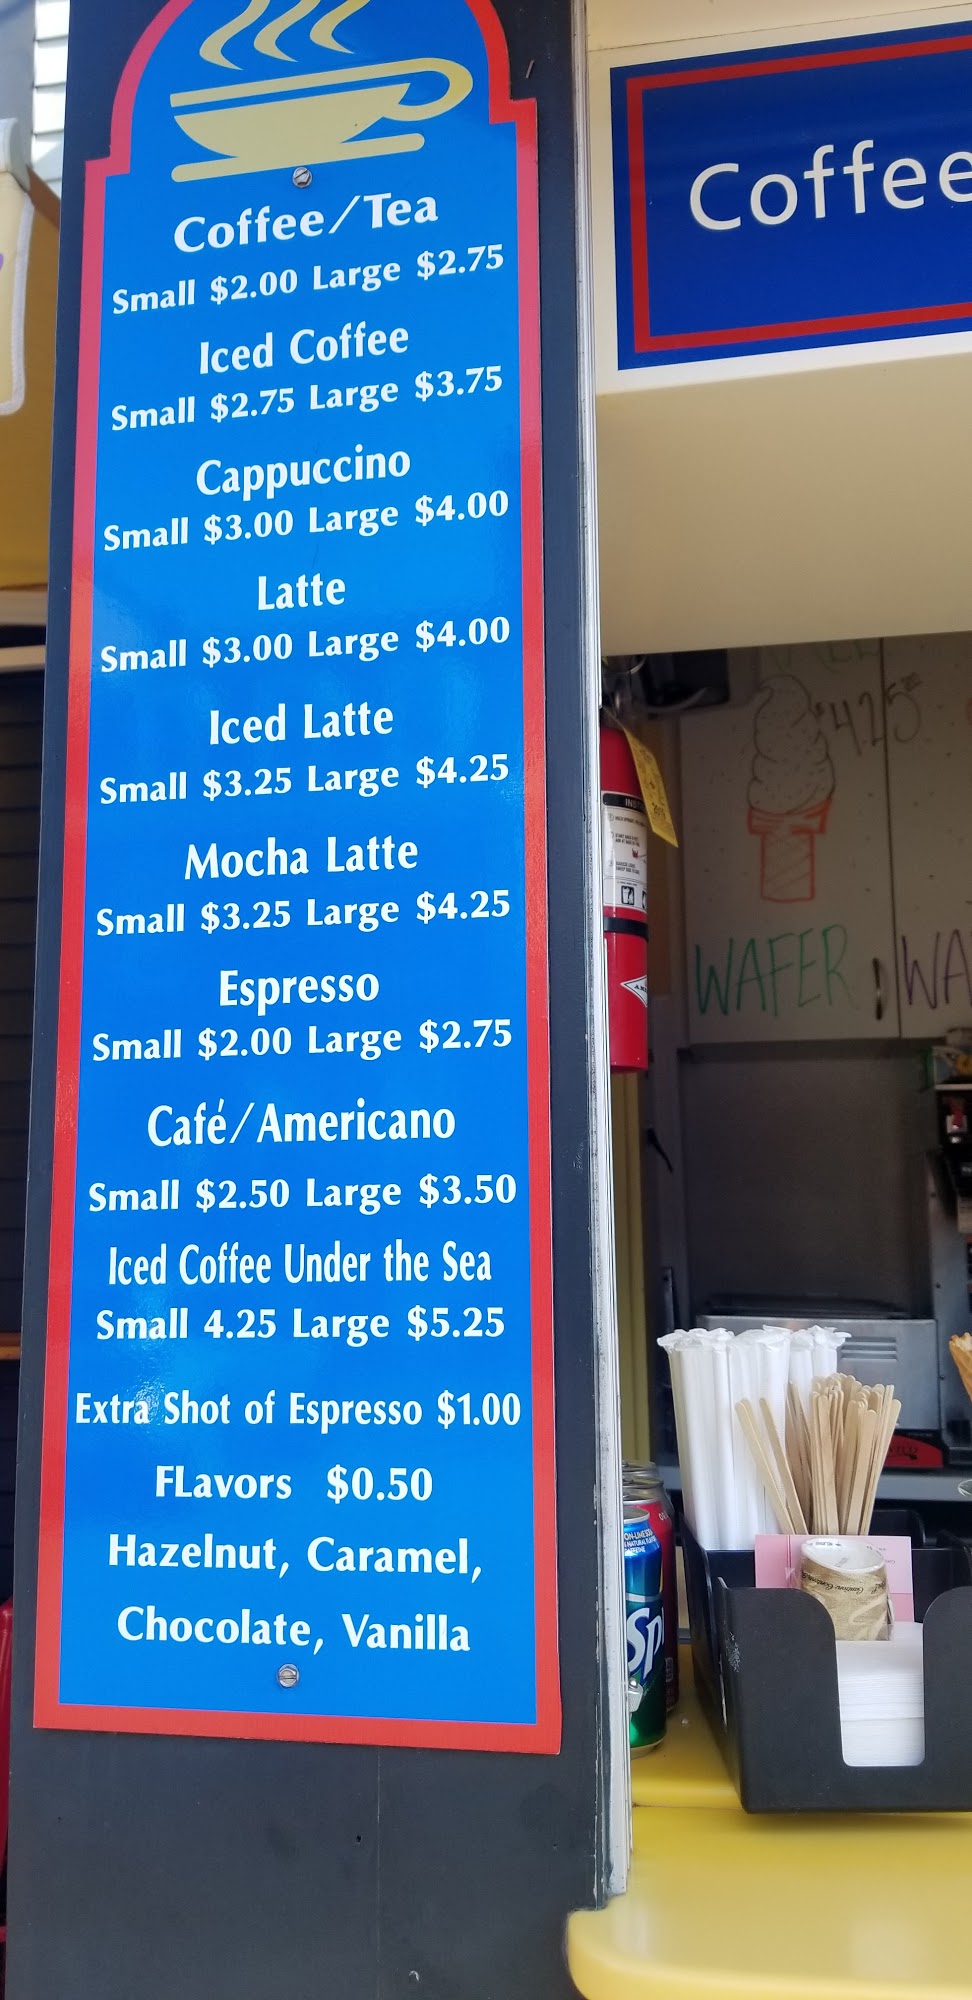 Coffee/Tea
Small $2.00 Large $2.75
Iced Coffee
Small $2.75 Large $3.75
Cappuccino
Small $3.00 Large $4.00
Latte
Small $3.00 Large $4.00
Iced Latte
Small $3.25 Large $4.25
Mocha Latte
Small $3.25 Large $4.25
Espresso
Small $2.00 Large $2.75
Café/Americano
Small $2.50 Large $3.50
Iced Coffee Under the Sea
Small 4.25 Large $5.25
Extra Shot of Espresso $1.00
FLavors $0.50
Hazelnut, Caramel,
Chocolate, Vanilla
Coffee
$4.25
WAFER
WA
Sp